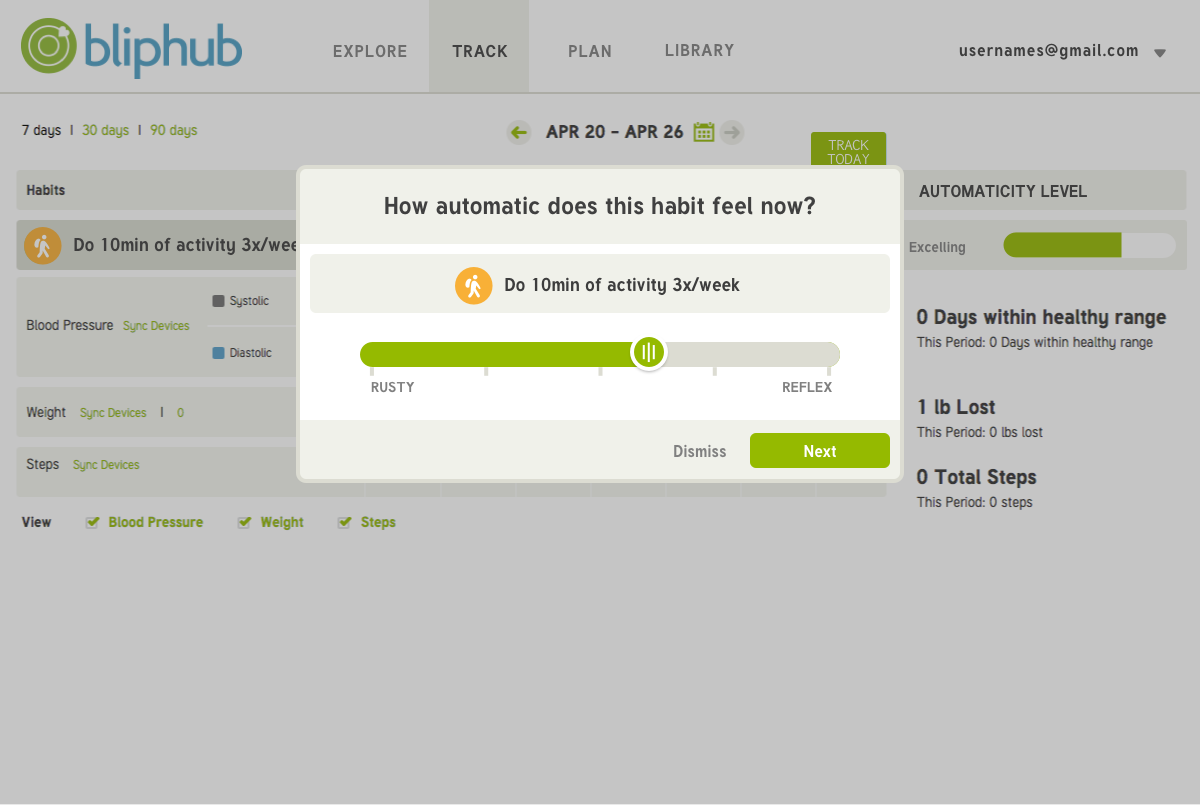 bliphub
EXPLORE
TRACK
PLAN
LIBRARY
usernames@gmail.com
7 days | 30 days | 90 days
APR 20 - APR 26
TRACK
TODAY
Habits
AUTOMATICITY LEVEL
How automatic does this habit feel now?
Do 10min of activity 3x/wee
Excelling
Do 10min of activity 3x/week
Systolic
Blood Pressure Sync Devices
Diastolic
0 Days within healthy range
This Period: 0 Days within healthy range
RUSTY
REFLEX
Weight Sync Devices | 0
1 lb Lost
This Period: 0 lbs lost
Dismiss
Next
Steps Sync Devices
0 Total Steps
This Period: 0 steps
View Blood Pressure Weight Steps